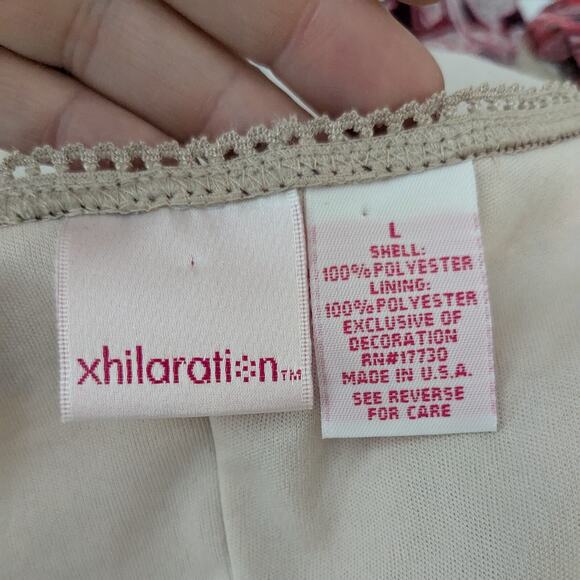 xhilaration™
L
SHELL:
100% POLYESTER
LINING:
100% POLYESTER
EXCLUSIVE OF
DECORATION
RN#17730
MADE IN U.S.A.
SEE REVERSE
FOR CARE